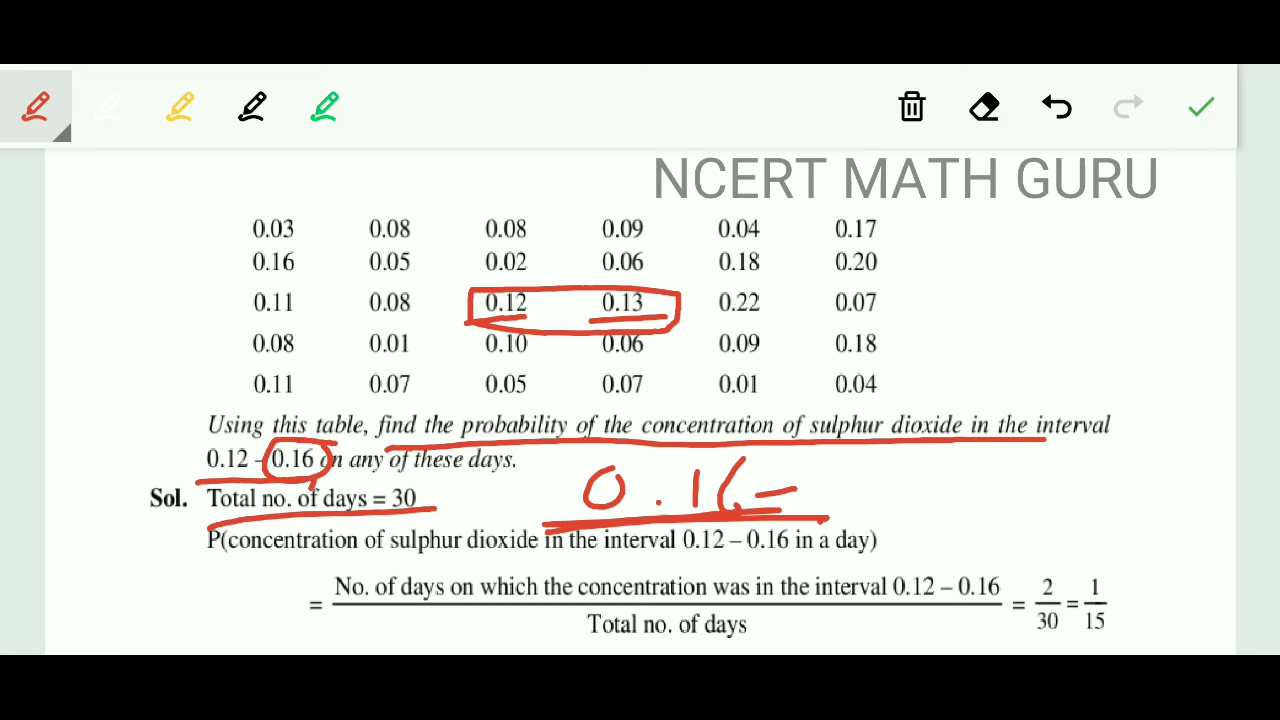 NCERT MATH GURU
0.03 0.08 0.08 0.09 0.04 0.17
0.16 0.05 0.02 0.06 0.18 0.20
0.11 0.08 0.12 0.13 0.22 0.07
0.08 0.01 0.10 0.06 0.09 0.18
0.11 0.07 0.05 0.07 0.01 0.04
Using this table, find the probability of the concentration of sulphur dioxide in the interval
0.12 – 0.16 on any of these days.
Sol. Total no. of days = 30
0.16 –
P(concentration of sulphur dioxide in the interval 0.12 – 0.16 in a day)
= No. of days on which the concentration was in the interval 0.12 – 0.16 / Total no. of days = 2/30 = 1/15